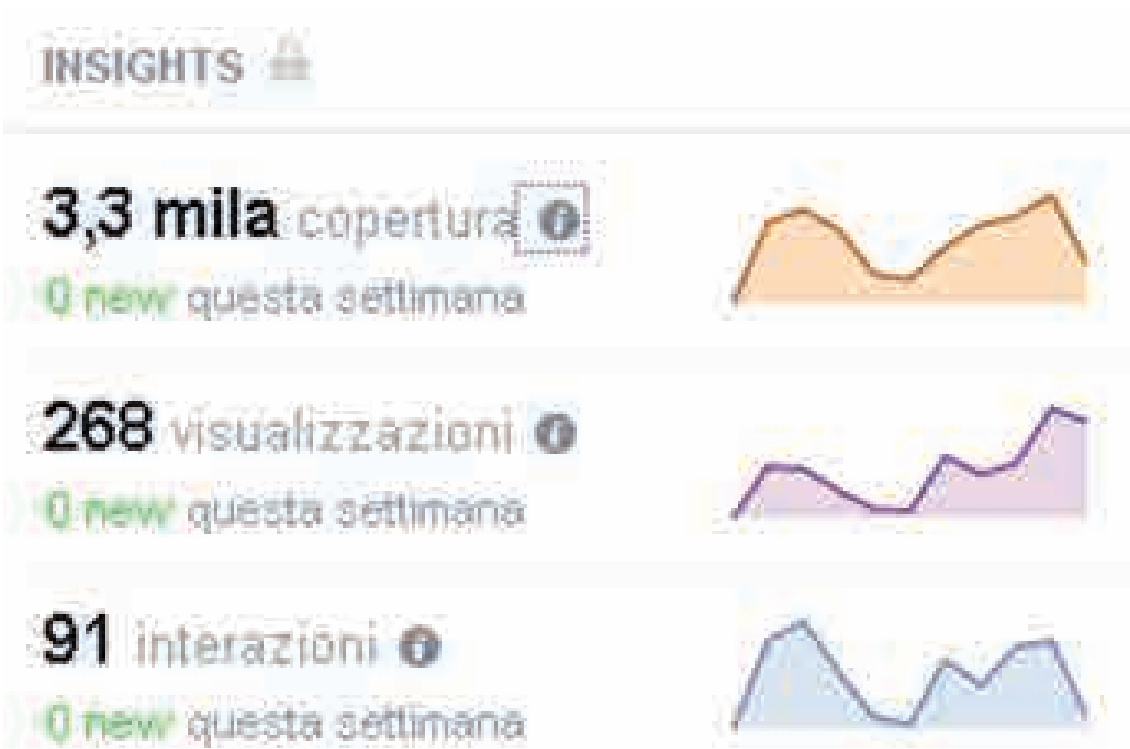 INSIGHTS
3,3 mila copertura
0 new questa settimana
268 visualizzazioni
0 new questa settimana
91 interazioni
0 new questa settimana